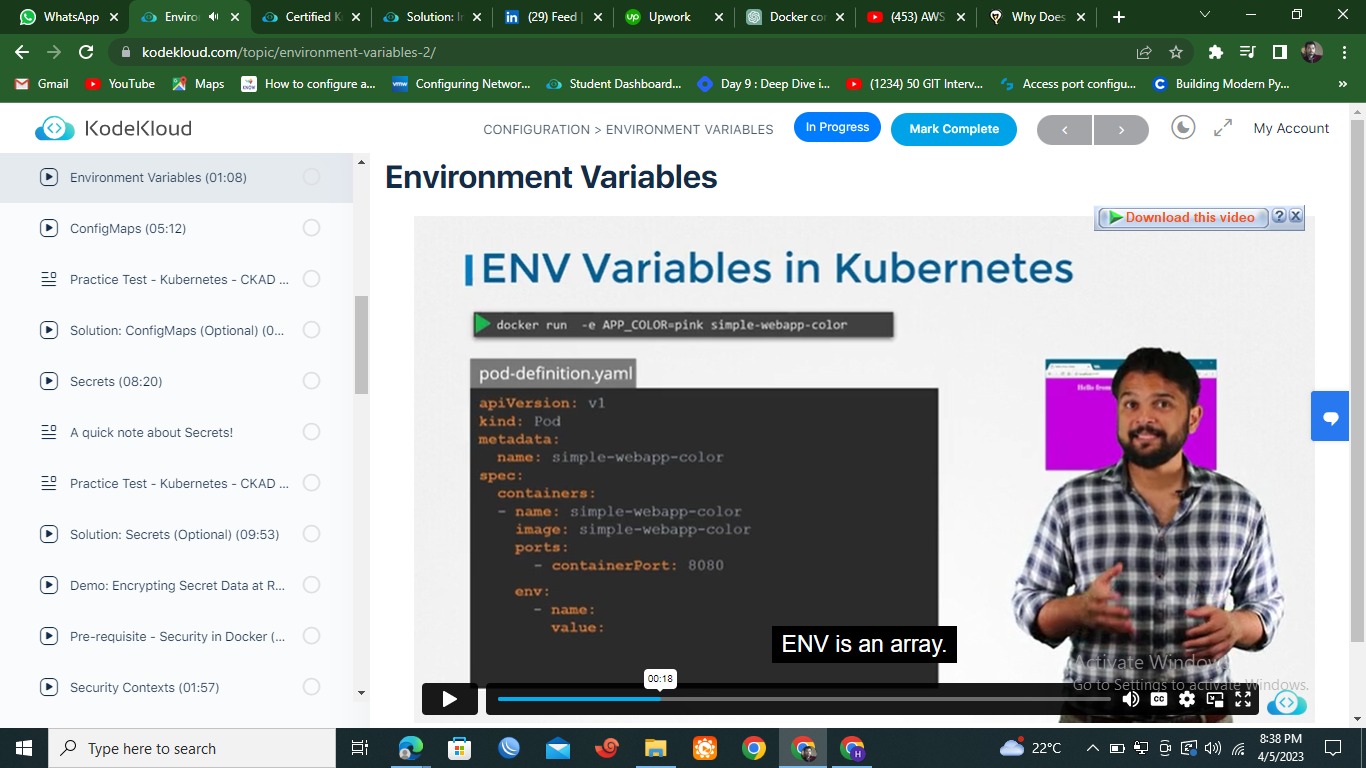 WhatsApp
Enviro
Certified K
Solution: I
(29) Feed |
Upwork
Docker co
(453) AWS
Why Does
kodekloud.com/topic/environment-variables-2/
Gmail
YouTube
Maps
How to configure a...
Configuring Networ...
Student Dashboard...
Day 9 : Deep Dive i...
(1234) 50 GIT Interv...
Access port configu...
Building Modern Py...
»
KodeKloud
CONFIGURATION > ENVIRONMENT VARIABLES
In Progress
Mark Complete
My Account
Environment Variables (01:08)
ConfigMaps (05:12)
Practice Test - Kubernetes - CKAD ...
Solution: ConfigMaps (Optional) (0...
Secrets (08:20)
A quick note about Secrets!
Practice Test - Kubernetes - CKAD ...
Solution: Secrets (Optional) (09:53)
Demo: Encrypting Secret Data at R...
Pre-requisite - Security in Docker (...
Security Contexts (01:57)
Environment Variables
Download this video
ENV Variables in Kubernetes
docker run -e APP_COLOR=pink simple-webapp-color
pod-definition.yaml
apiVersion: v1
kind: Pod
metadata:
name: simple-webapp-color
spec:
containers:
- name: simple-webapp-color
image: simple-webapp-color
ports:
- containerPort: 8080
env:
- name:
value:
Hello from
ENV is an array.
00:18
CC
Activate Windows
Go to Settings to activate Windows.
Type here to search
22°C
8:38 PM
4/5/2023